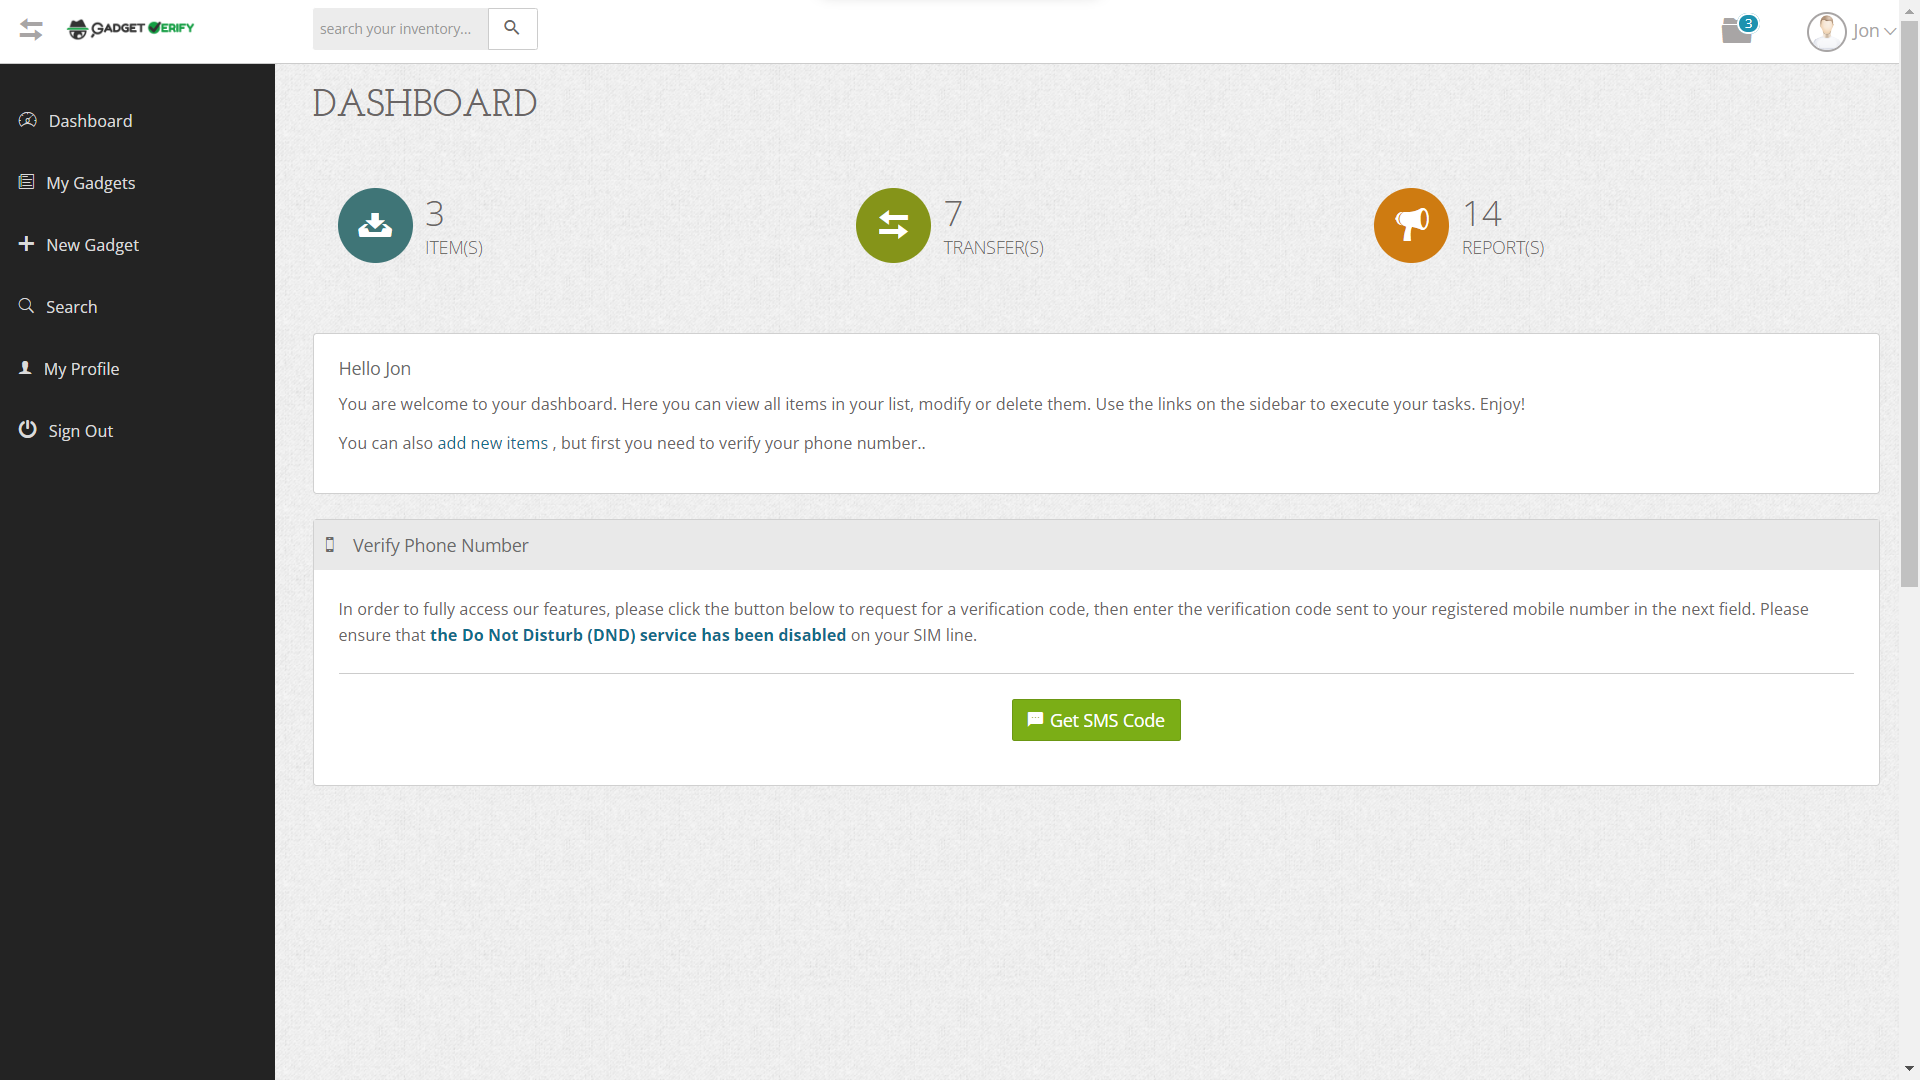 GADGET VERIFY
search your inventory...
3
Jon
Dashboard
My Gadgets
New Gadget
Search
My Profile
Sign Out
DASHBOARD
3
ITEM(S)
7
TRANSFER(S)
14
REPORT(S)
Hello Jon
You are welcome to your dashboard. Here you can view all items in your list, modify or delete them. Use the links on the sidebar to execute your tasks. Enjoy!
You can also add new items , but first you need to verify your phone number..
Verify Phone Number
In order to fully access our features, please click the button below to request for a verification code, then enter the verification code sent to your registered mobile number in the next field. Please
ensure that the Do Not Disturb (DND) service has been disabled on your SIM line.
Get SMS Code